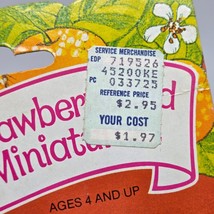 SERVICE MERCHANDISE
EDP 719526
45200KE
PC 033725
REFERENCE PRICE
$2.95
YOUR COST
$1.97
awberr d
Miniatu
AGES 4 AND UP